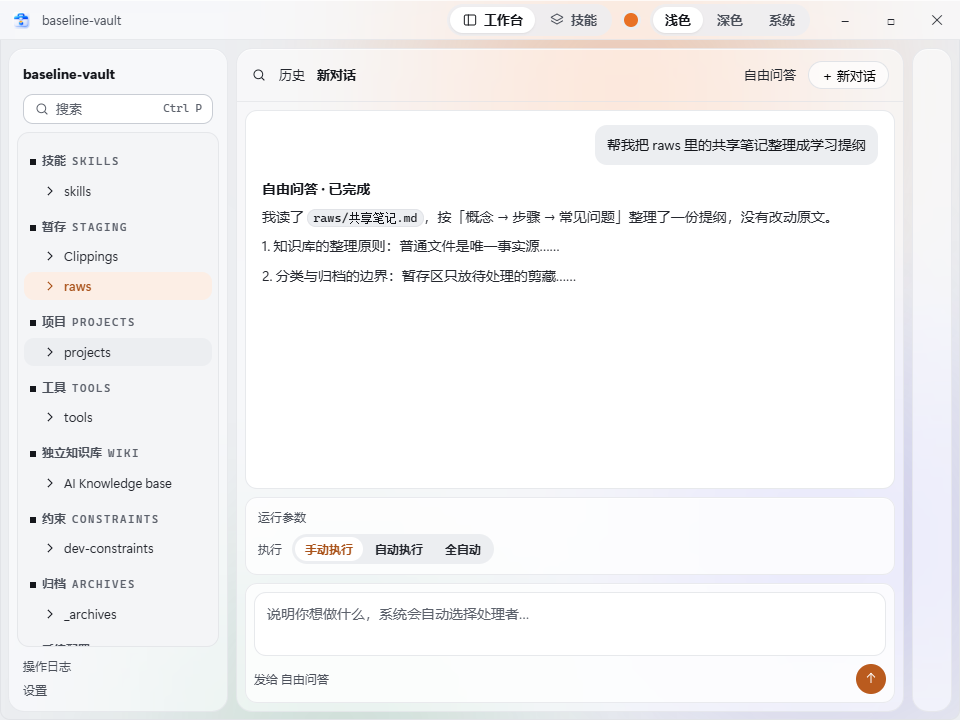 baseline-vault
工作台 技能 浅色 深色 系统
baseline-vault
搜索 Ctrl P
技能 SKILLS
skills
暂存 STAGING
Clippings
raws
项目 PROJECTS
projects
工具 TOOLS
tools
独立知识库 WIKI
AI Knowledge base
约束 CONSTRAINTS
dev-constraints
归档 ARCHIVES
_archives
操作日志
设置
历史 新对话 自由问答 + 新对话
帮我把 raws 里的共享笔记整理成学习提纲
自由问答 · 已完成
我读了 raws/共享笔记.md，按「概念 → 步骤 → 常见问题」整理了一份提纲，没有改动原文。
1. 知识库的整理原则：普通文件是唯一事实源……
2. 分类与归档的边界：暂存区只放待处理的剪藏……
运行参数
执行 手动执行 自动执行 全自动
说明你想做什么，系统会自动选择处理者...
发给 自由问答